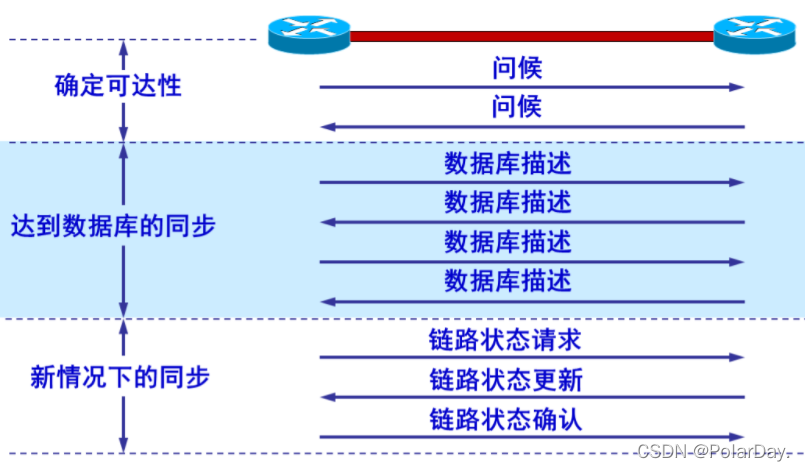 问候
确定可达性
问候
数据库描述
数据库描述
达到数据库的同步
数据库描述
数据库描述
链路状态请求
新情况下的同步
链路状态更新
链路状态确认
CSDN @PolarDay.